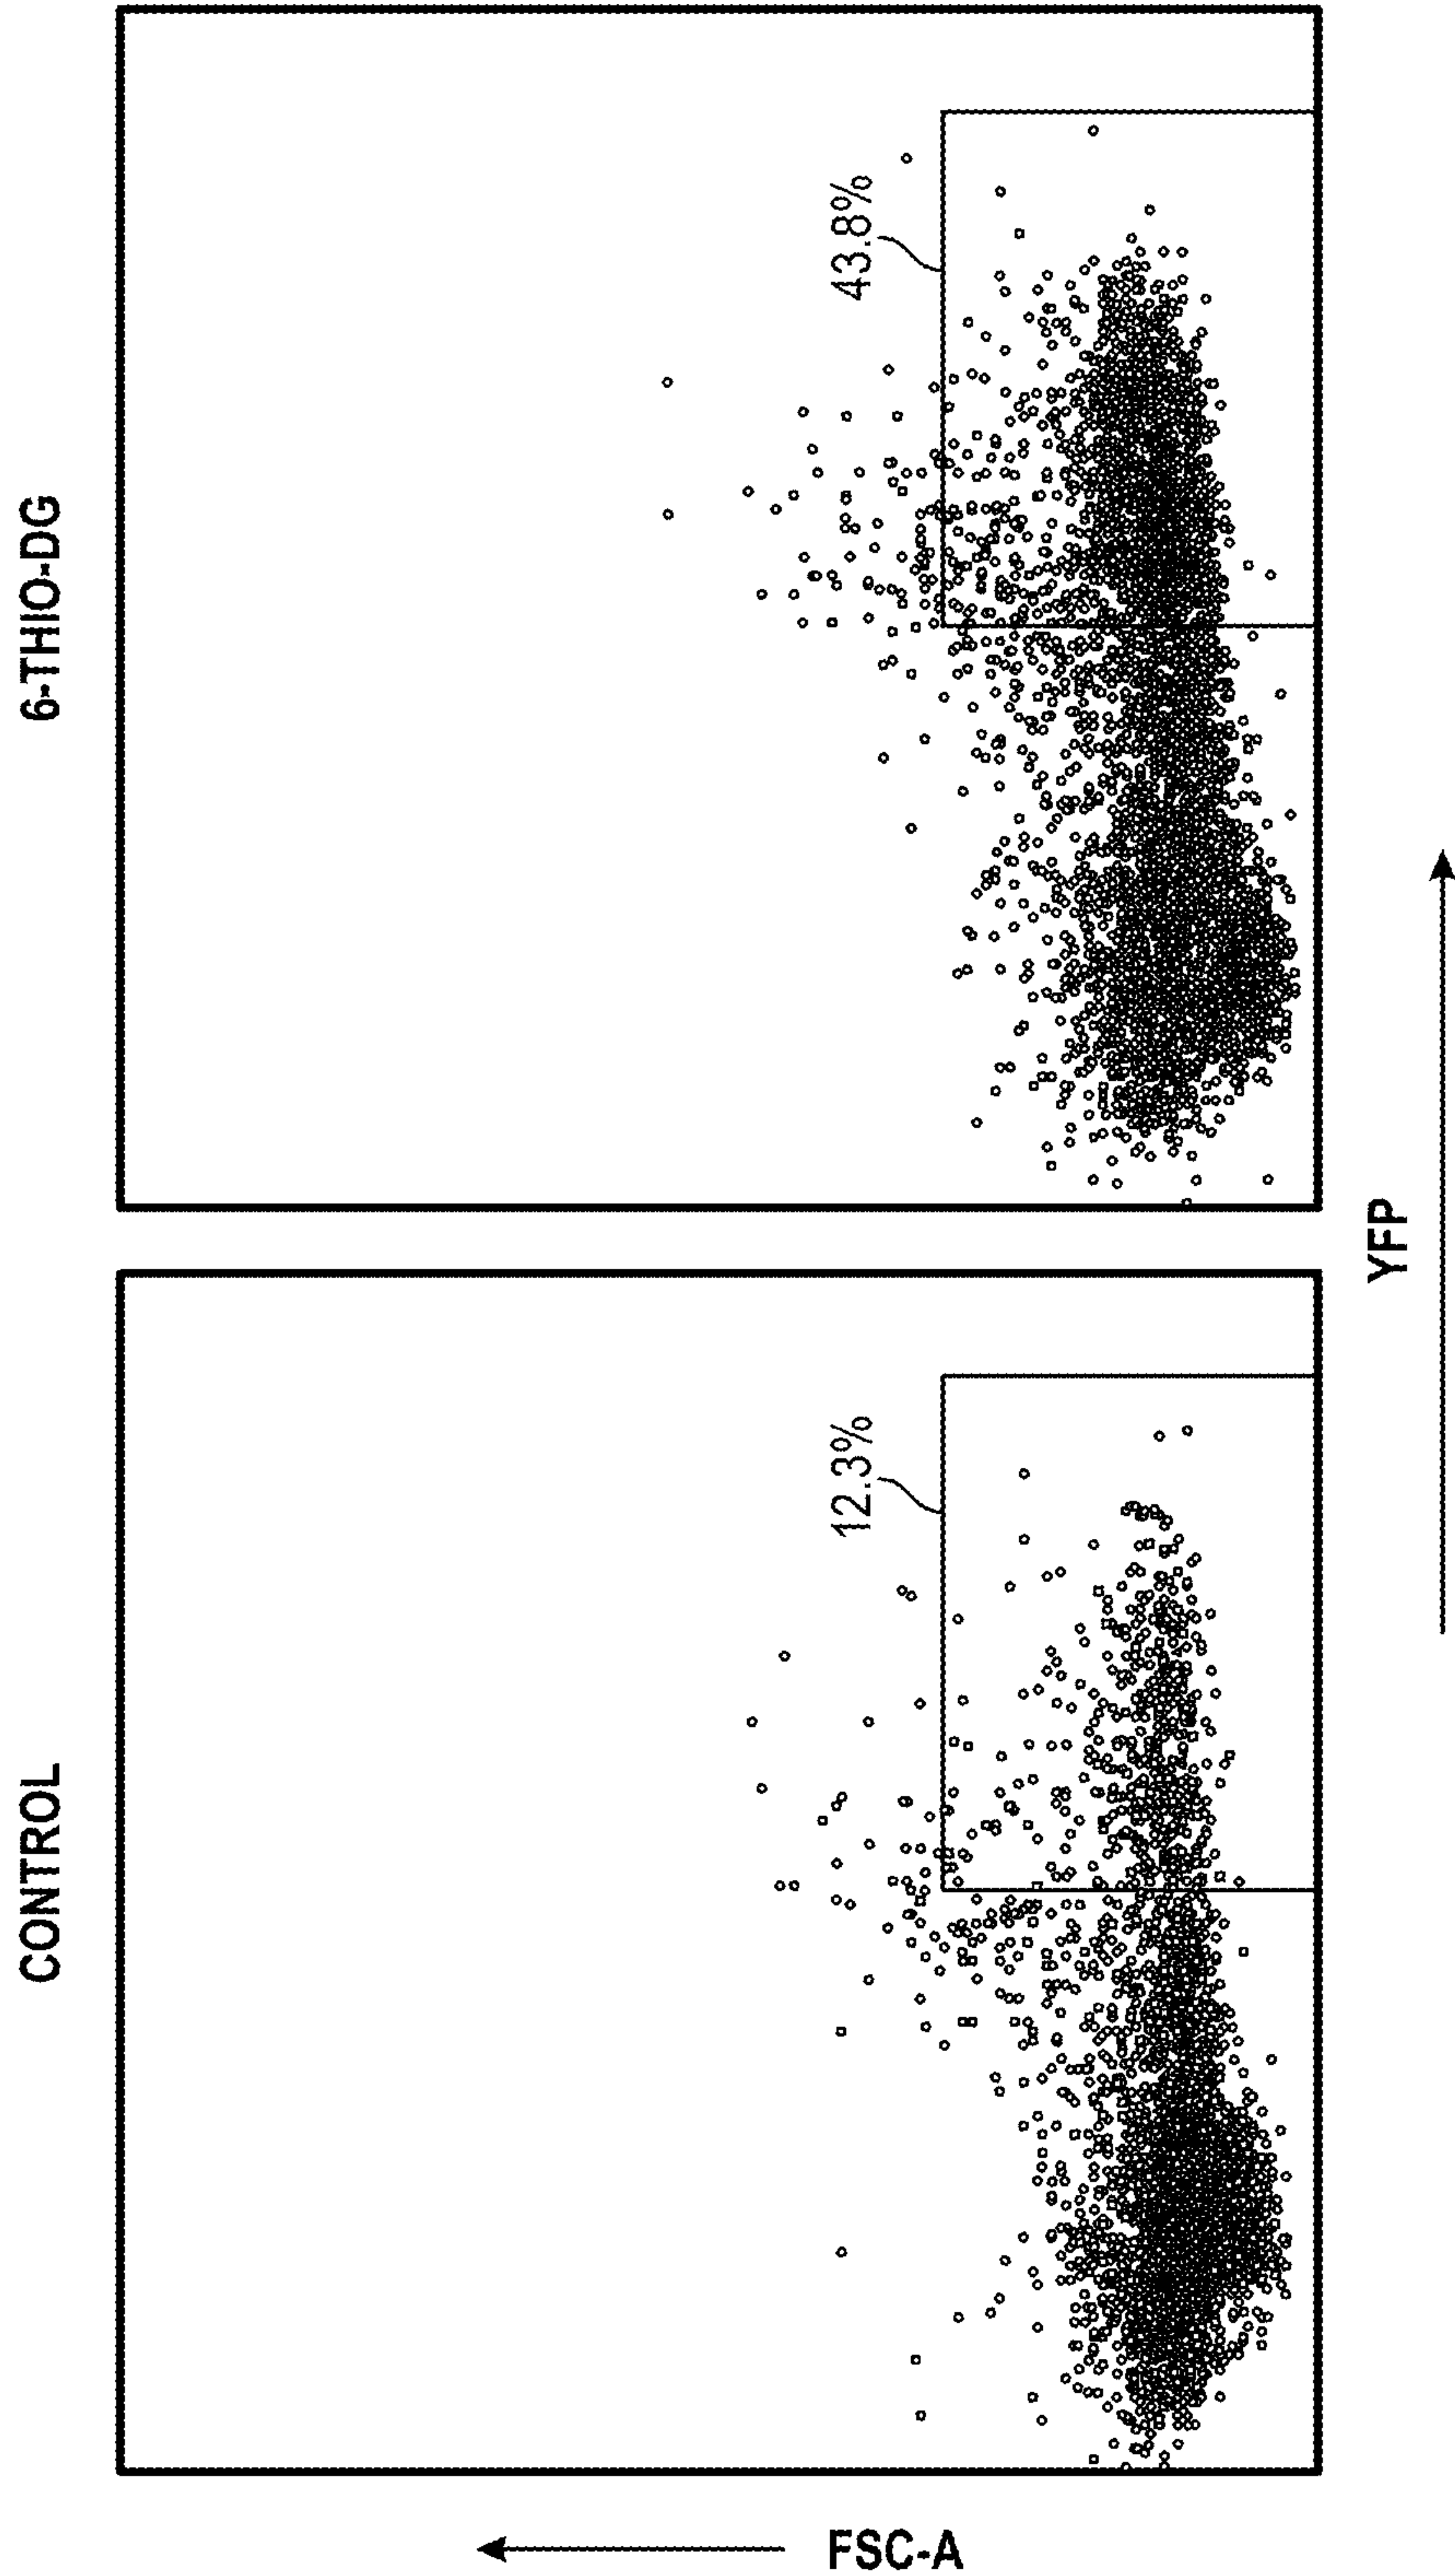 CONTROL
6-THIO-DG
12.3%
43.8%
FSC-A
YFP